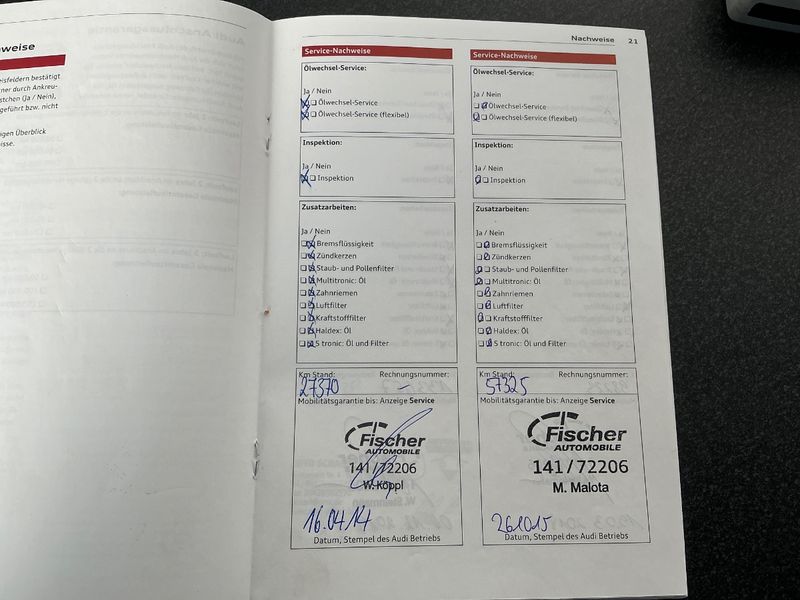 weise
eisfeldern bestätigt
ner durch Ankreu-
stchen (Ja / Nein),
geführt bzw. nicht
igen Überblick
isse.
Nachweise 21
Service-Nachweise
Ölwechsel-Service:
Ja / Nein
Ölwechsel-Service
Ölwechsel-Service (flexibel)
Inspektion:
Ja / Nein
Inspektion
Zusatzarbeiten:
Ja / Nein
Bremsflüssigkeit
Zündkerzen
Staub- und Pollenfilter
Multitronic: Öl
Zahnriemen
Luftfilter
Kraftstofffilter
Haldex: Öl
S tronic: Öl und Filter
Km Stand: Rechnungsnummer:
27370 –
Mobilitätsgarantie bis: Anzeige Service
Fischer
AUTOMOBILE
141/72206
W. Köppl
16.04.14
Datum, Stempel des Audi Betriebs
Service-Nachweise
Ölwechsel-Service:
Ja / Nein
Ölwechsel-Service
Ölwechsel-Service (flexibel)
Inspektion:
Ja / Nein
Inspektion
Zusatzarbeiten:
Ja / Nein
Bremsflüssigkeit
Zündkerzen
Staub- und Pollenfilter
Multitronic: Öl
Zahnriemen
Luftfilter
Kraftstofffilter
Haldex: Öl
S tronic: Öl und Filter
Km Stand: Rechnungsnummer:
57325
Mobilitätsgarantie bis: Anzeige Service
Fischer
AUTOMOBILE
141/72206
M. Malota
261015
Datum, Stempel des Audi Betriebs